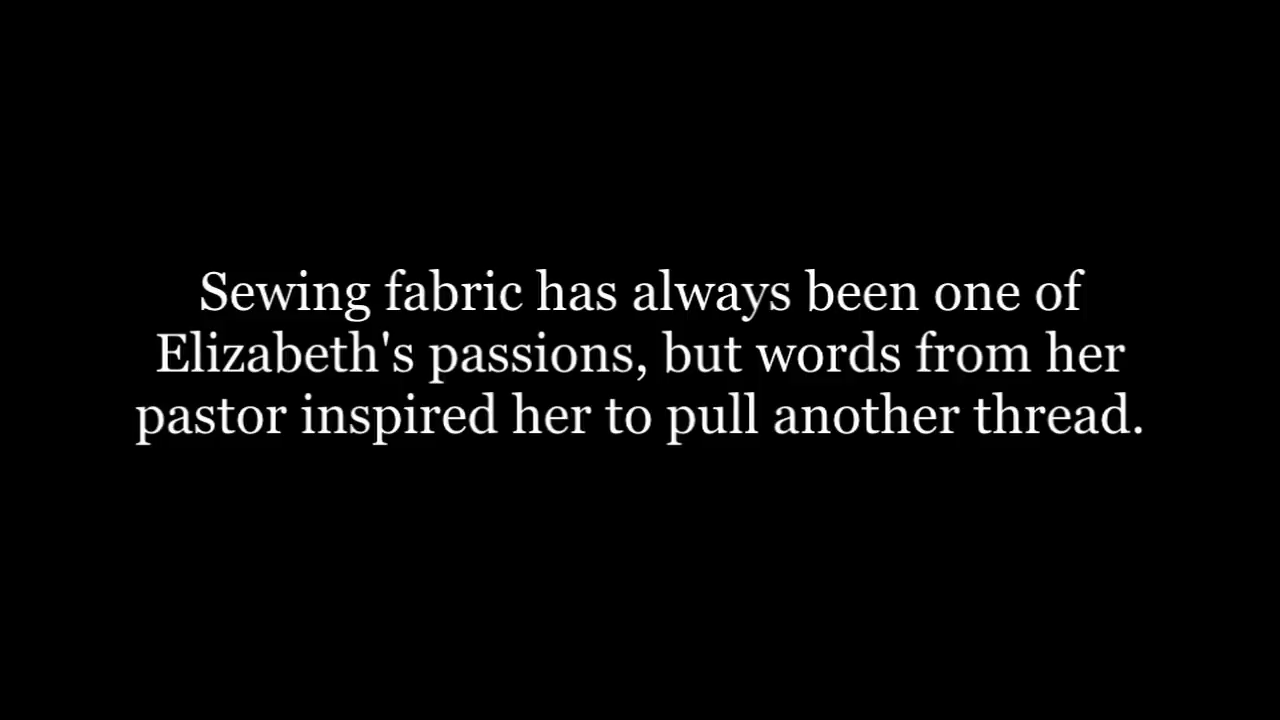 Sewing fabric has always been one of
Elizabeth's passions, but words from her
pastor inspired her to pull another thread.